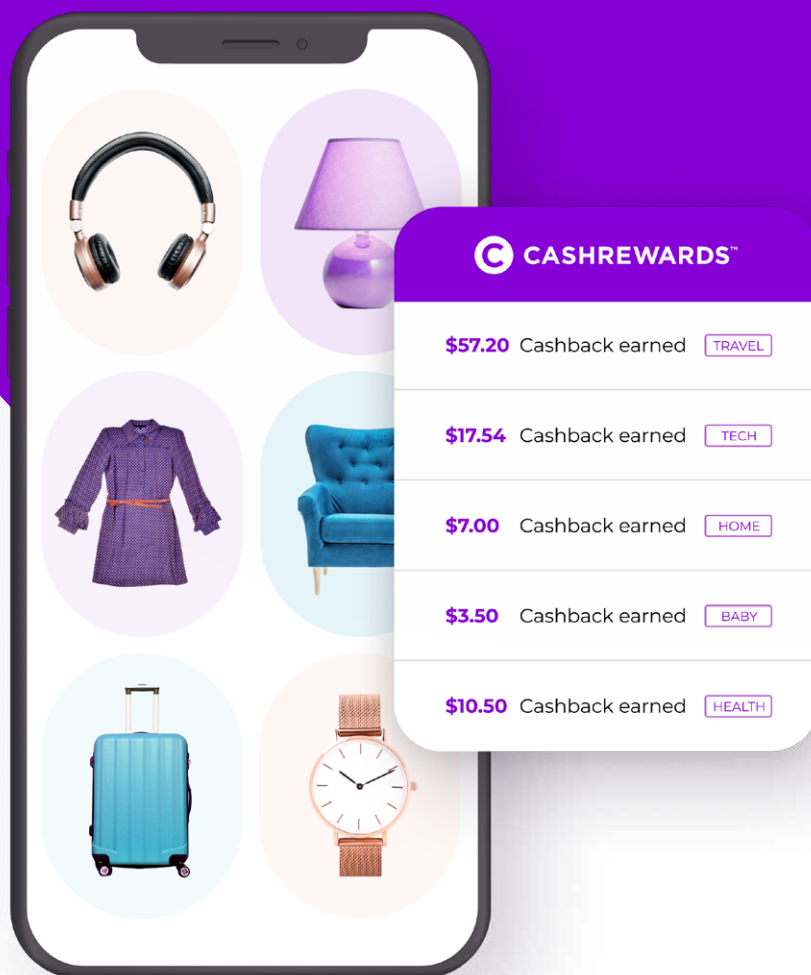 CASHREWARDS™
$57.20 Cashback earned TRAVEL
$17.54 Cashback earned TECH
$7.00 Cashback earned HOME
$3.50 Cashback earned BABY
$10.50 Cashback earned HEALTH